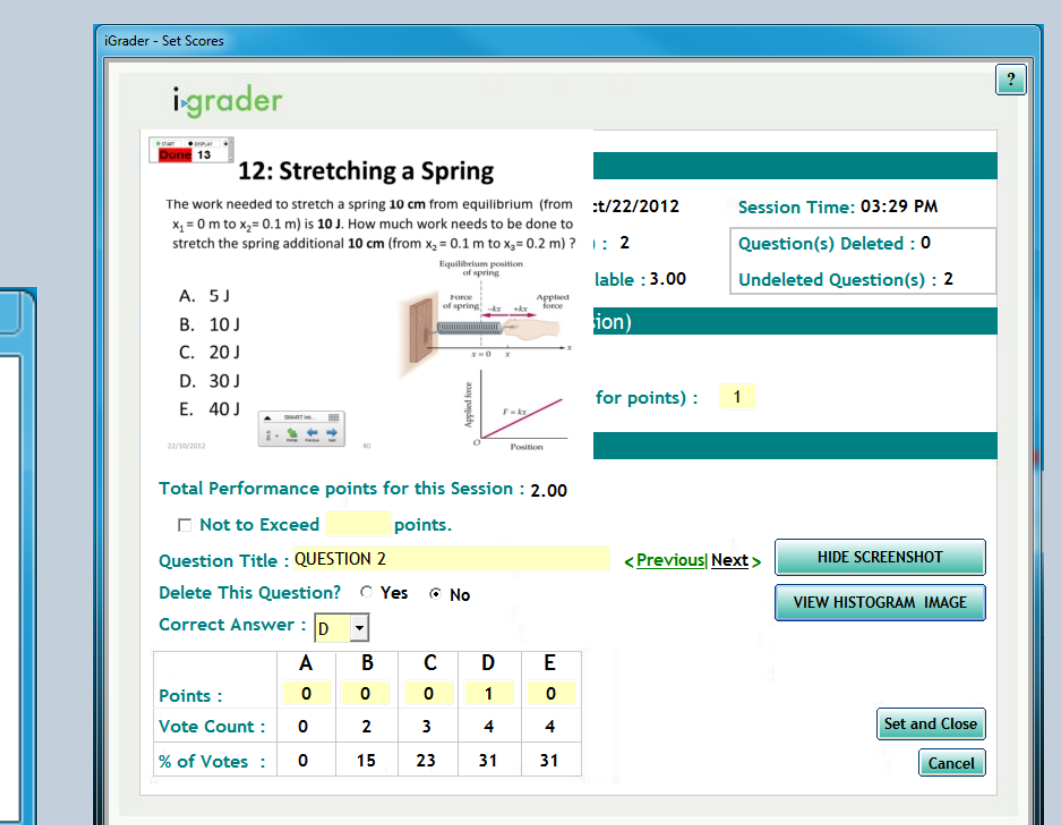 iGrader - Set Scores
?
i▸grader
START DISPLAY
Done 13
12: Stretching a Spring
The work needed to stretch a spring 10 cm from equilibrium (from
x₁ = 0 m to x₂= 0.1 m) is 10 J. How much work needs to be done to
stretch the spring additional 10 cm (from x₂ = 0.1 m to x₃= 0.2 m) ?
A. 5 J
B. 10 J
C. 20 J
D. 30 J
E. 40 J
Equilibrium position
of spring
Force
of spring
−kx
+kx
Applied
force
x = 0
x
x
Applied force
F = kx
O
Position
22/10/2012
40
ct/22/2012
Session Time: 03:29 PM
) : 2
Question(s) Deleted : 0
lable : 3.00
Undeleted Question(s) : 2
sion)
for points) : 1
Total Performance points for this Session : 2.00
Not to Exceed points.
Question Title : QUESTION 2
< Previous| Next >
HIDE SCREENSHOT
Delete This Question? Yes No
VIEW HISTOGRAM IMAGE
Correct Answer : D
A B C D E
Points : 0 0 0 1 0
Vote Count : 0 2 3 4 4
% of Votes : 0 15 23 31 31
Set and Close
Cancel